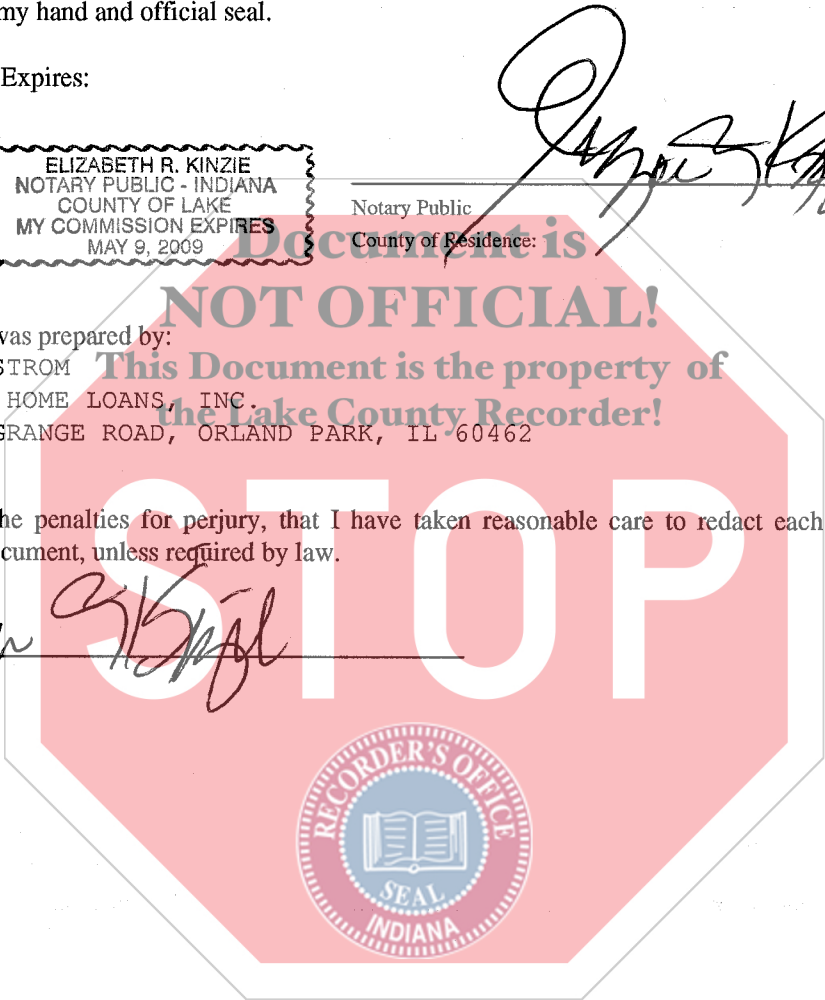 my hand and official seal.
Expires:
ELIZABETH R. KINZIE
NOTARY PUBLIC - INDIANA
COUNTY OF LAKE
MY COMMISSION EXPIRES
MAY 9, 2009
Notary Public
County of Residence:
Document is
NOT OFFICIAL!
This Document is the property of
the Lake County Recorder!
was prepared by:
STROM
HOME LOANS, INC.
GRANGE ROAD, ORLAND PARK, IL 60462
he penalties for perjury, that I have taken reasonable care to redact each
cument, unless required by law.
STOP
RECORDER'S OFFICE
SEAL
INDIANA